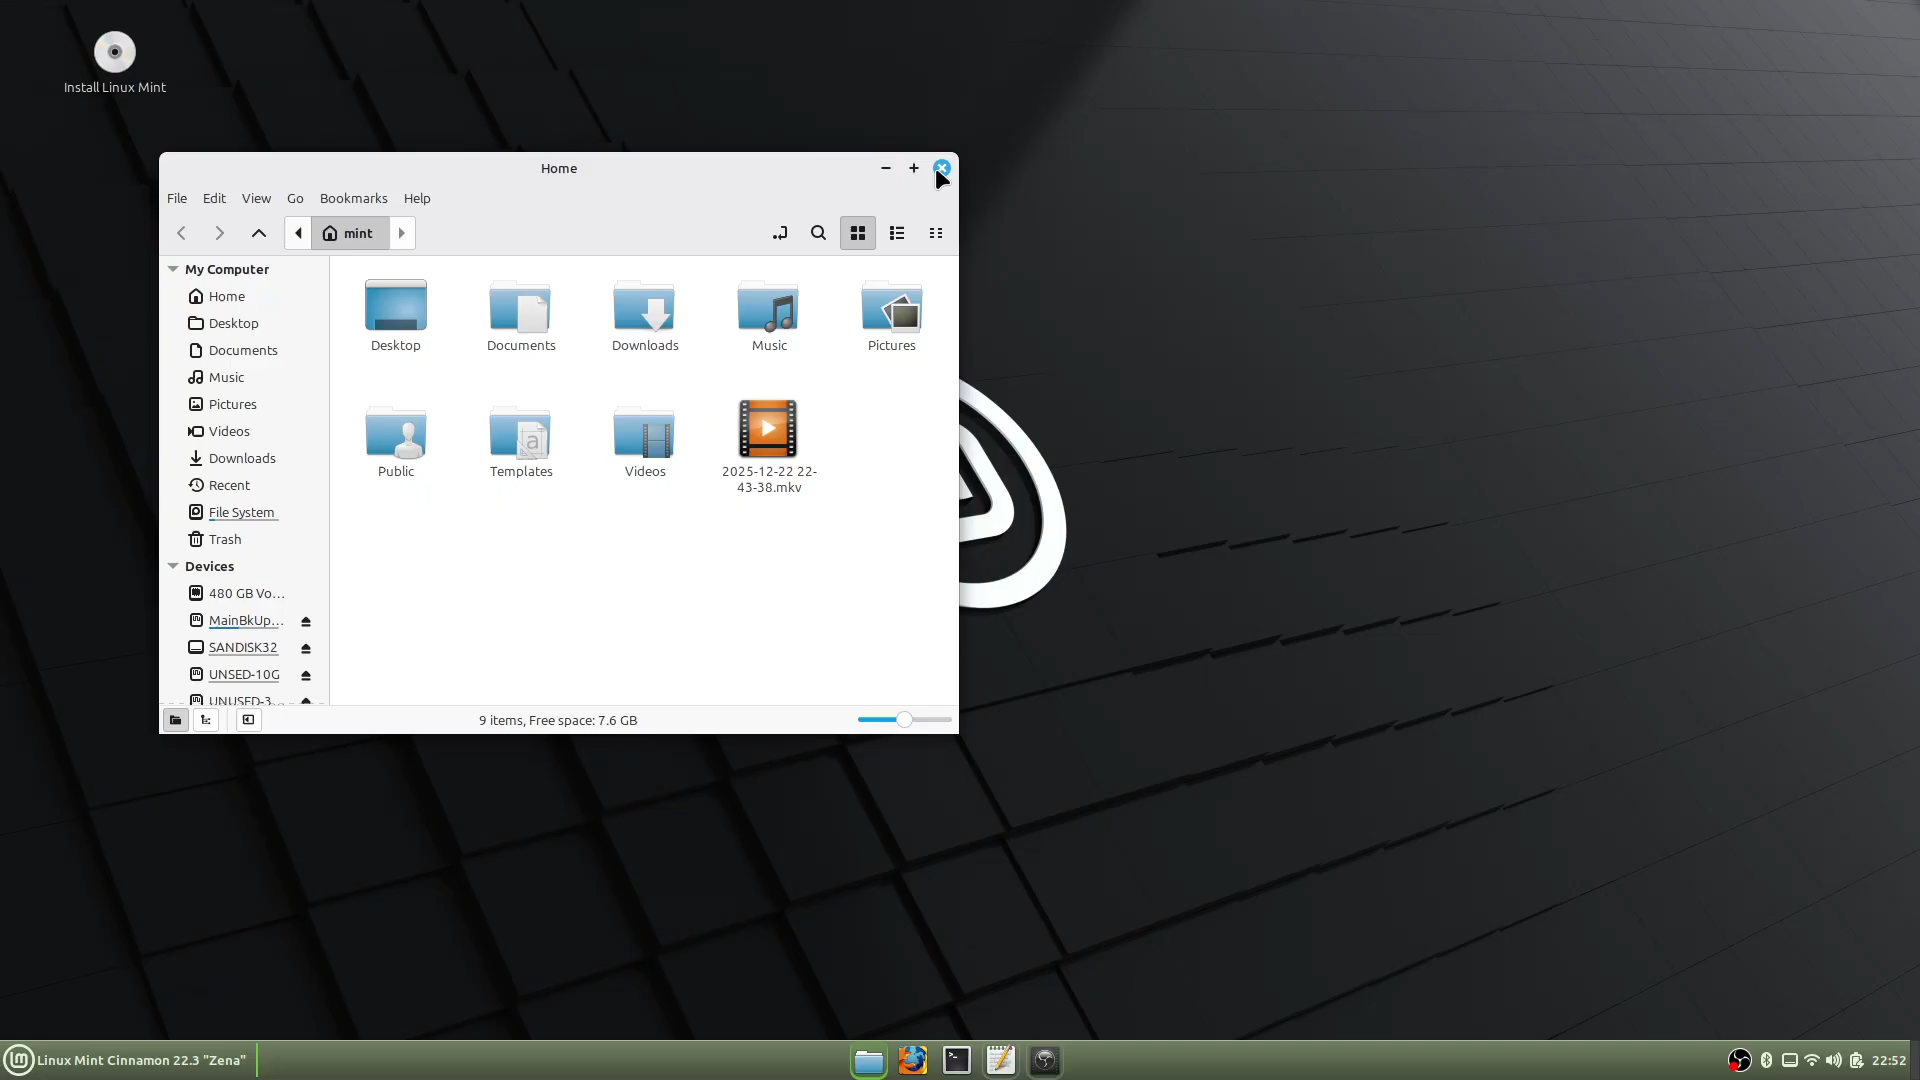 Install Linux Mint
Home
File Edit View Go Bookmarks Help
mint
My Computer
Home
Desktop
Documents
Music
Pictures
Videos
Downloads
Recent
File System
Trash
Devices
480 GB Vo...
MainBkUp...
SANDISK32
UNSED-10G
UNUSED-3...
Desktop
Documents
Downloads
Music
Pictures
Public
Templates
Videos
2025-12-22 22-
43-38.mkv
9 items, Free space: 7.6 GB
Linux Mint Cinnamon 22.3 "Zena"
22:52